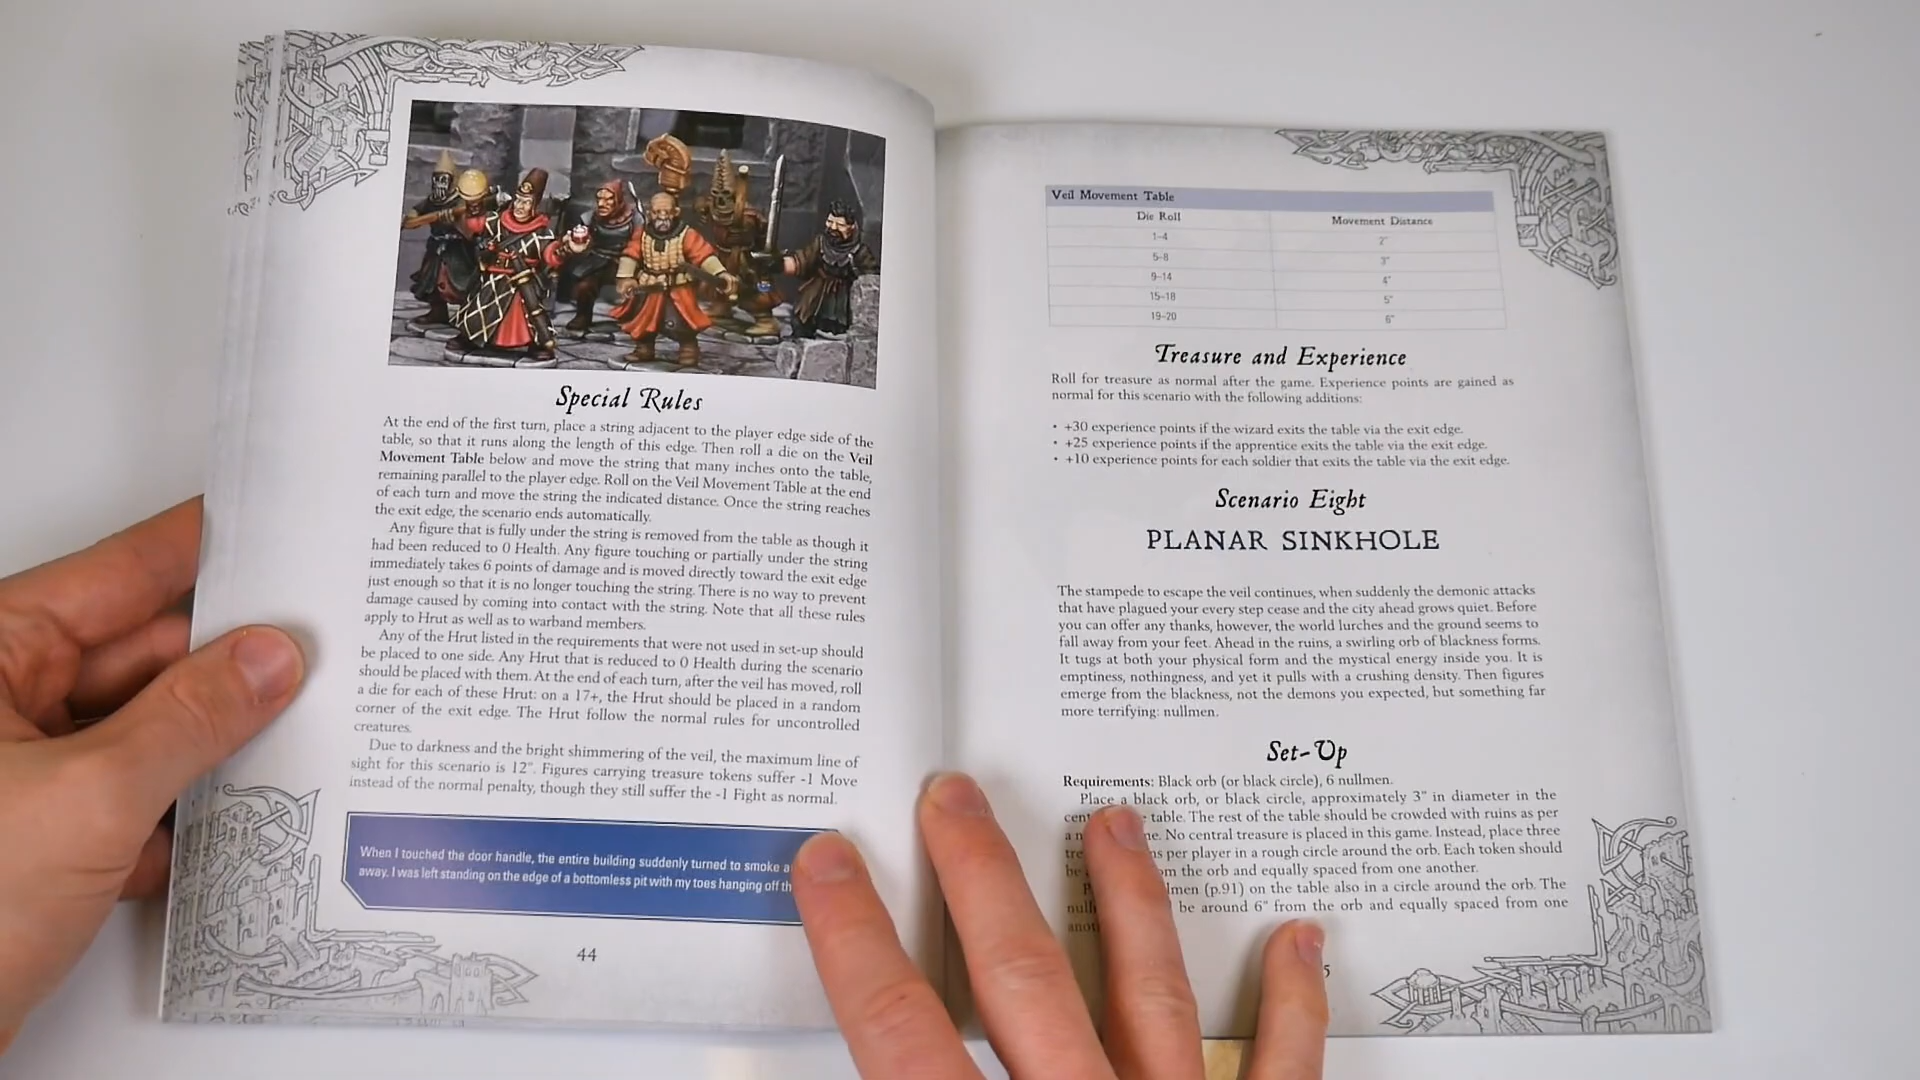 Special Rules
At the end of the first turn, place a string adjacent to the player edge side of the
table, so that it runs along the length of this edge. Then roll a die on the Veil
Movement Table below and move the string that many inches onto the table,
remaining parallel to the player edge. Roll on the Veil Movement Table at the end
of each turn and move the string the indicated distance. Once the string reaches
the exit edge, the scenario ends automatically.
Any figure that is fully under the string is removed from the table as though it
had been reduced to 0 Health. Any figure touching or partially under the string
immediately takes 6 points of damage and is moved directly toward the exit edge
just enough so that it is no longer touching the string. There is no way to prevent
damage caused by coming into contact with the string. Note that all these rules
apply to Hrut as well as to warband members.
Any of the Hrut listed in the requirements that were not used in set-up should
be placed to one side. Any Hrut that is reduced to 0 Health during the scenario
should be placed with them. At the end of each turn, after the veil has moved, roll
a die for each of these Hrut: on a 17+, the Hrut should be placed in a random
corner of the exit edge. The Hrut follow the normal rules for uncontrolled
creatures.
Due to darkness and the bright shimmering of the veil, the maximum line of
sight for this scenario is 12". Figures carrying treasure tokens suffer -1 Move
instead of the normal penalty, though they still suffer the -1 Fight as normal.
When I touched the door handle, the entire building suddenly turned to smoke
away. I was left standing on the edge of a bottomless pit with my toes hanging off
44
Veil Movement Table
Die Roll Movement Distance
1–4 2"
5–8 3"
9–14 4"
15–18 5"
19–20 6"
Treasure and Experience
Roll for treasure as normal after the game. Experience points are gained as
normal for this scenario with the following additions:
• +30 experience points if the wizard exits the table via the exit edge.
• +25 experience points if the apprentice exits the table via the exit edge.
• +10 experience points for each soldier that exits the table via the exit edge.
Scenario Eight
PLANAR SINKHOLE
The stampede to escape the veil continues, when suddenly the demonic attacks
that have plagued your every step cease and the city ahead grows quiet. Before
you can offer any thanks, however, the world lurches and the ground seems to
fall away from your feet. Ahead in the ruins, a swirling orb of blackness forms.
It tugs at both your physical form and the mystical energy inside you. It is
emptiness, nothingness, and yet it pulls with a crushing density. Then figures
emerge from the blackness, not the demons you expected, but something far
more terrifying: nullmen.
Set-Up
Requirements: Black orb (or black circle), 6 nullmen.
Place a black orb, or black circle, approximately 3" in diameter in the
table. The rest of the table should be crowded with ruins as per
a No central treasure is placed in this game. Instead, place three
per player in a rough circle around the orb. Each token should
be the orb and equally spaced from one another.
(p.91) on the table also in a circle around the orb. The
be around 6" from the orb and equally spaced from one